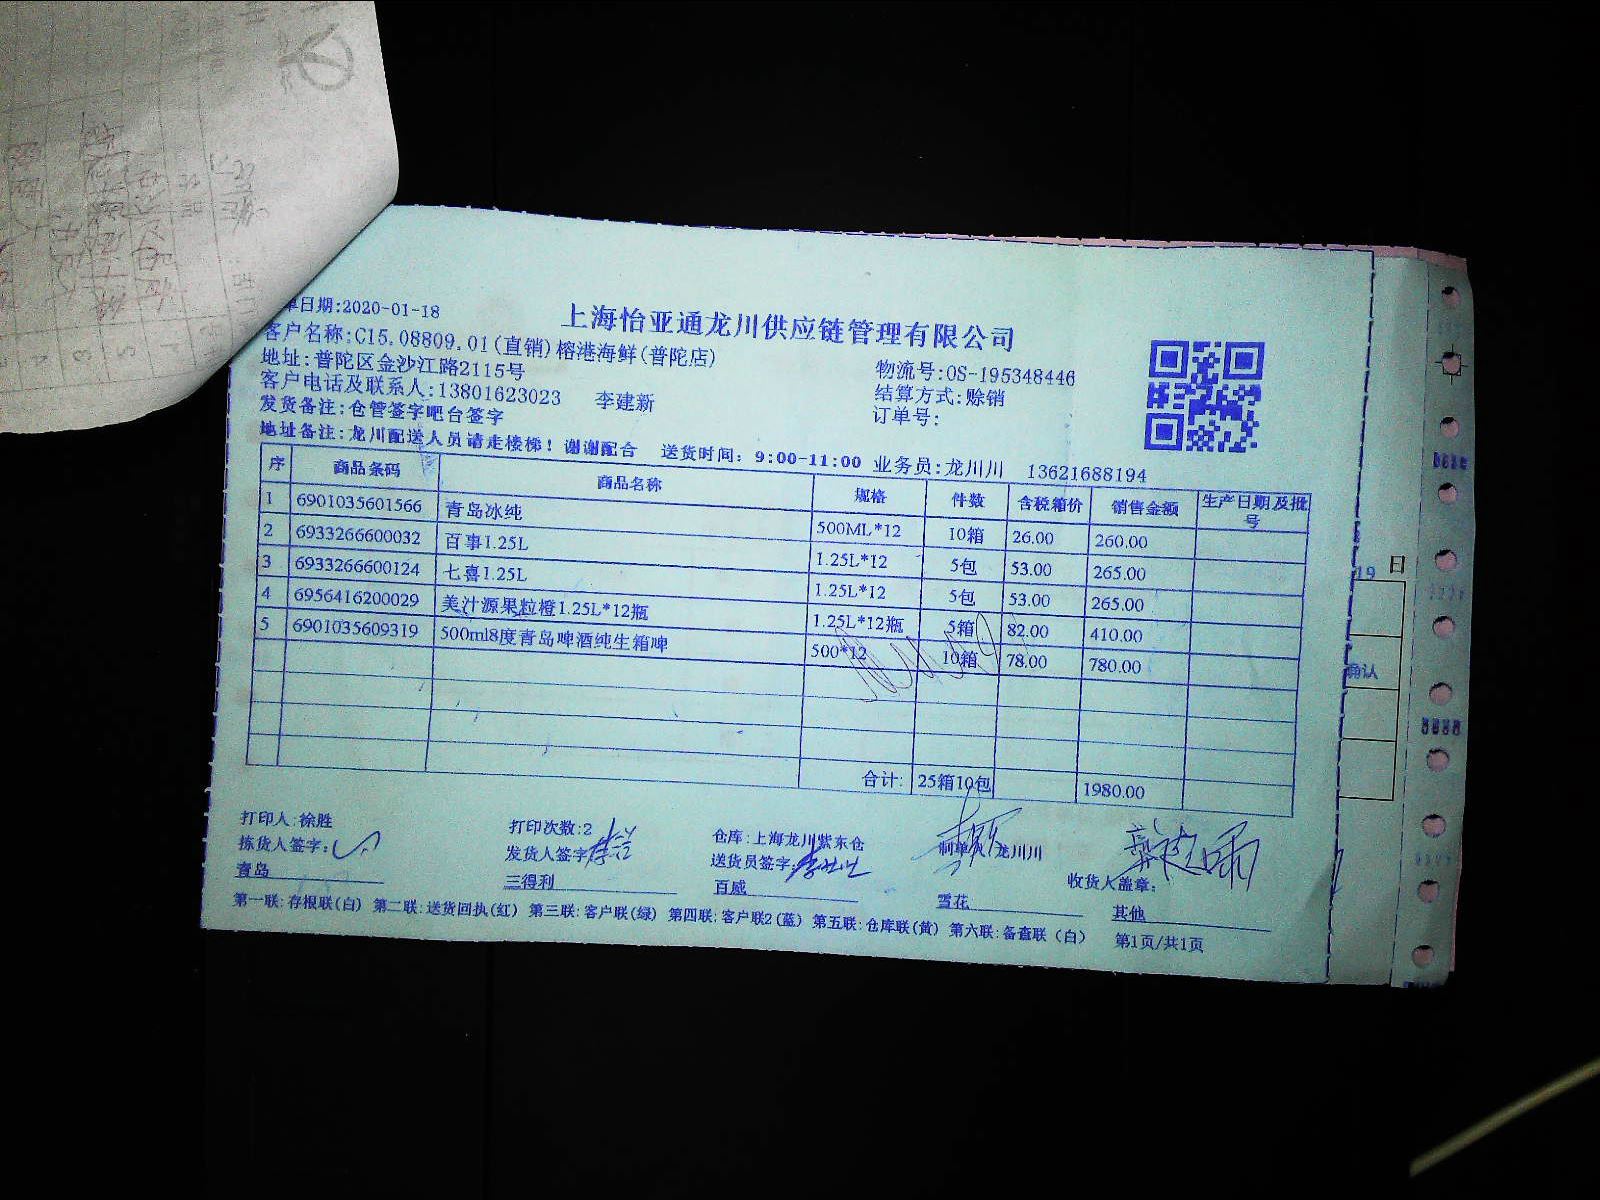 单日期:2020-01-18
上海怡亚通龙川供应链管理有限公司
客户名称:C15.08809.01(直销)榕港海鲜(普陀店)
地址:普陀区金沙江路2115号
物流号:OS-195348446
客户电话及联系人:13801623023 李建新
结算方式:赊销
发货备注:仓管签字吧台签字
订单号:
地址备注:龙川配送人员请走楼梯!谢谢配合 送货时间:9:00-11:00 业务员:龙川川 13621688194
序 商品条码 商品名称 规格 件数 含税箱价 销售金额 生产日期及批号
1 6901035601566 青岛冰纯 500ML*12 10箱 26.00 260.00
2 6933266600032 百事1.25L 1.25L*12 5包 53.00 265.00
3 6933266600124 七喜1.25L 1.25L*12 5包 53.00 265.00
4 6956416200029 美汁源果粒橙1.25L*12瓶 1.25L*12瓶 5箱 82.00 410.00
5 6901035609319 500ml8度青岛啤酒纯生箱啤 500*12 10箱 78.00 780.00
合计: 25箱10包 1980.00
打印人:徐胜 打印次数:2 仓库:上海龙川紫东仓 制单人 龙川川
拣货人签字: 发货人签字 送货员签字: 收货人盖章:
青岛 三得利 百威 雪花 其他
第一联:存根联(白) 第二联:送货回执(红) 第三联:客户联(绿) 第四联:客户联2(蓝) 第五联:仓库联(黄) 第六联:备查联(白) 第1页/共1页
19
日
确认